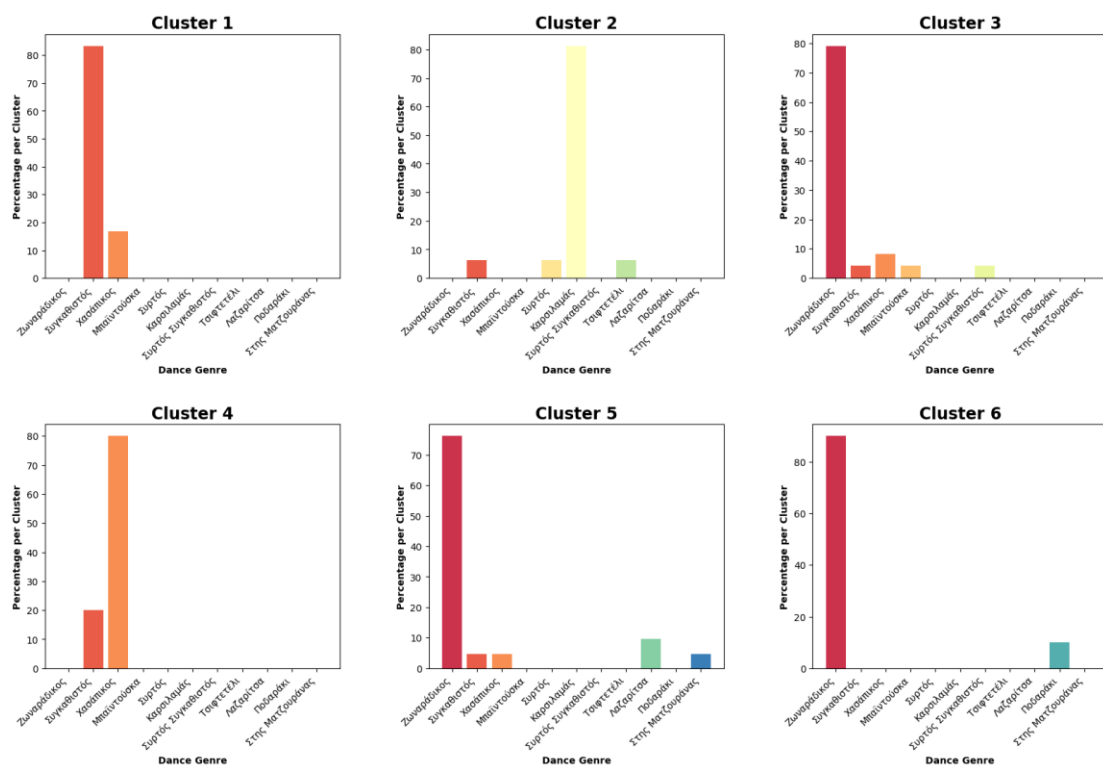 Cluster 1
Percentage per Cluster
80
70
60
50
40
30
20
10
0
Ζωναράδικος
Συγκαθιστός
Χασάπικος
Μπαϊντούσκα
Συρτός
Καρσιλαμάς
Συρτός Συγκαθιστός
Τσιφτετέλι
Λαζαρίτσα
Ποδαράκι
Στης Ματζουράνας
Dance Genre
Cluster 2
Percentage per Cluster
80
70
60
50
40
30
20
10
0
Ζωναράδικος
Συγκαθιστός
Χασάπικος
Μπαϊντούσκα
Συρτός
Καρσιλαμάς
Συρτός Συγκαθιστός
Τσιφτετέλι
Λαζαρίτσα
Ποδαράκι
Στης Ματζουράνας
Dance Genre
Cluster 3
Percentage per Cluster
80
70
60
50
40
30
20
10
0
Ζωναράδικος
Συγκαθιστός
Χασάπικος
Μπαϊντούσκα
Συρτός
Καρσιλαμάς
Συρτός Συγκαθιστός
Τσιφτετέλι
Λαζαρίτσα
Ποδαράκι
Στης Ματζουράνας
Dance Genre
Cluster 4
Percentage per Cluster
80
70
60
50
40
30
20
10
0
Ζωναράδικος
Συγκαθιστός
Χασάπικος
Μπαϊντούσκα
Συρτός
Καρσιλαμάς
Συρτός Συγκαθιστός
Τσιφτετέλι
Λαζαρίτσα
Ποδαράκι
Στης Ματζουράνας
Dance Genre
Cluster 5
Percentage per Cluster
70
60
50
40
30
20
10
0
Ζωναράδικος
Συγκαθιστός
Χασάπικος
Μπαϊντούσκα
Συρτός
Καρσιλαμάς
Συρτός Συγκαθιστός
Τσιφτετέλι
Λαζαρίτσα
Ποδαράκι
Στης Ματζουράνας
Dance Genre
Cluster 6
Percentage per Cluster
80
60
40
20
0
Ζωναράδικος
Συγκαθιστός
Χασάπικος
Μπαϊντούσκα
Συρτός
Καρσιλαμάς
Συρτός Συγκαθιστός
Τσιφτετέλι
Λαζαρίτσα
Ποδαράκι
Στης Ματζουράνας
Dance Genre